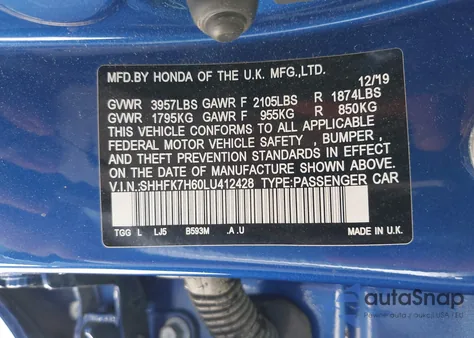 MFD.BY HONDA OF THE U.K. MFG.,LTD. 12/19
GVWR 3957LBS GAWR F 2105LBS R 1874LBS
GVWR 1795KG GAWR F 955KG R 850KG
THIS VEHICLE CONFORMS TO ALL APPLICABLE
FEDERAL MOTOR VEHICLE SAFETY , BUMPER ,
AND THEFT PREVENTION STANDARDS IN EFFECT
ON THE DATE OF MANUFACTURE SHOWN ABOVE.
V.I.N.:SHHFK7H60LU412428 TYPE:PASSENGER CAR
TGG L LJ5 B593M .A .U MADE IN U.K.
autoSnap